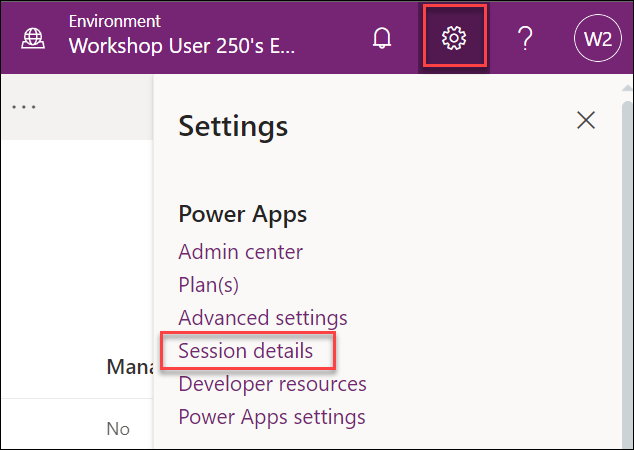 Environment
Workshop User 250's E...
W2
...
Settings
Power Apps
Admin center
Plan(s)
Advanced settings
Session details
Developer resources
Power Apps settings
Mana
No